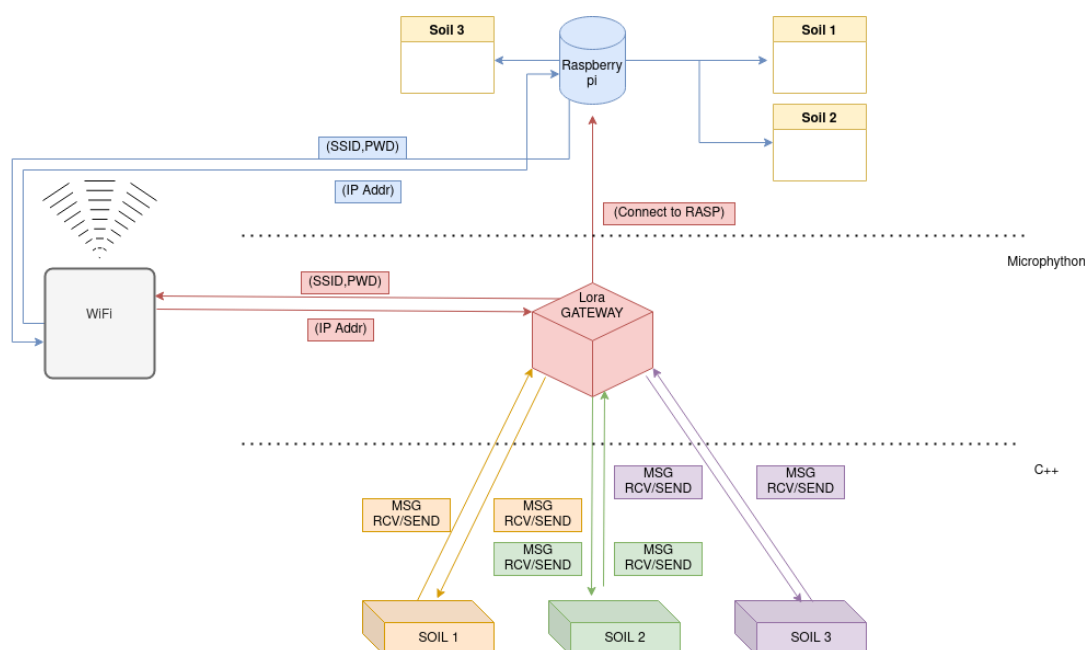 Soil 3
Raspberry
pi
Soil 1
Soil 2
(SSID,PWD)
(IP Addr)
(Connect to RASP)
Microphython
(SSID,PWD)
WiFi
(IP Addr)
Lora
GATEWAY
C++
MSG
RCV/SEND
MSG
RCV/SEND
MSG
RCV/SEND
MSG
RCV/SEND
MSG
RCV/SEND
MSG
RCV/SEND
SOIL 1
SOIL 2
SOIL 3